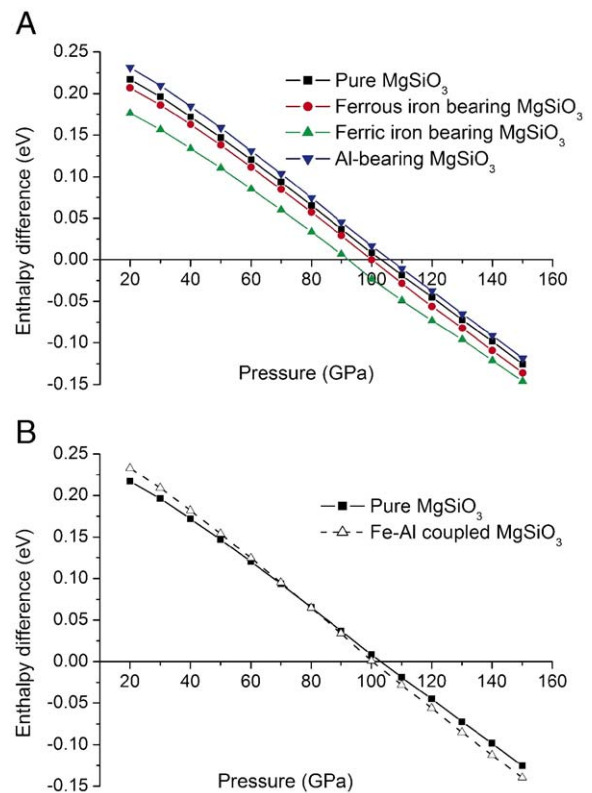 A
0.25
0.20
0.15
0.10
0.05
0.00
-0.05
-0.10
-0.15
Enthalpy difference (eV)
Pure MgSiO3
Ferrous iron bearing MgSiO3
Ferric iron bearing MgSiO3
Al-bearing MgSiO3
20 40 60 80 100 120 140 160
Pressure (GPa)
B
0.25
0.20
0.15
0.10
0.05
0.00
-0.05
-0.10
-0.15
Enthalpy difference (eV)
Pure MgSiO3
Fe-Al coupled MgSiO3
20 40 60 80 100 120 140 160
Pressure (GPa)